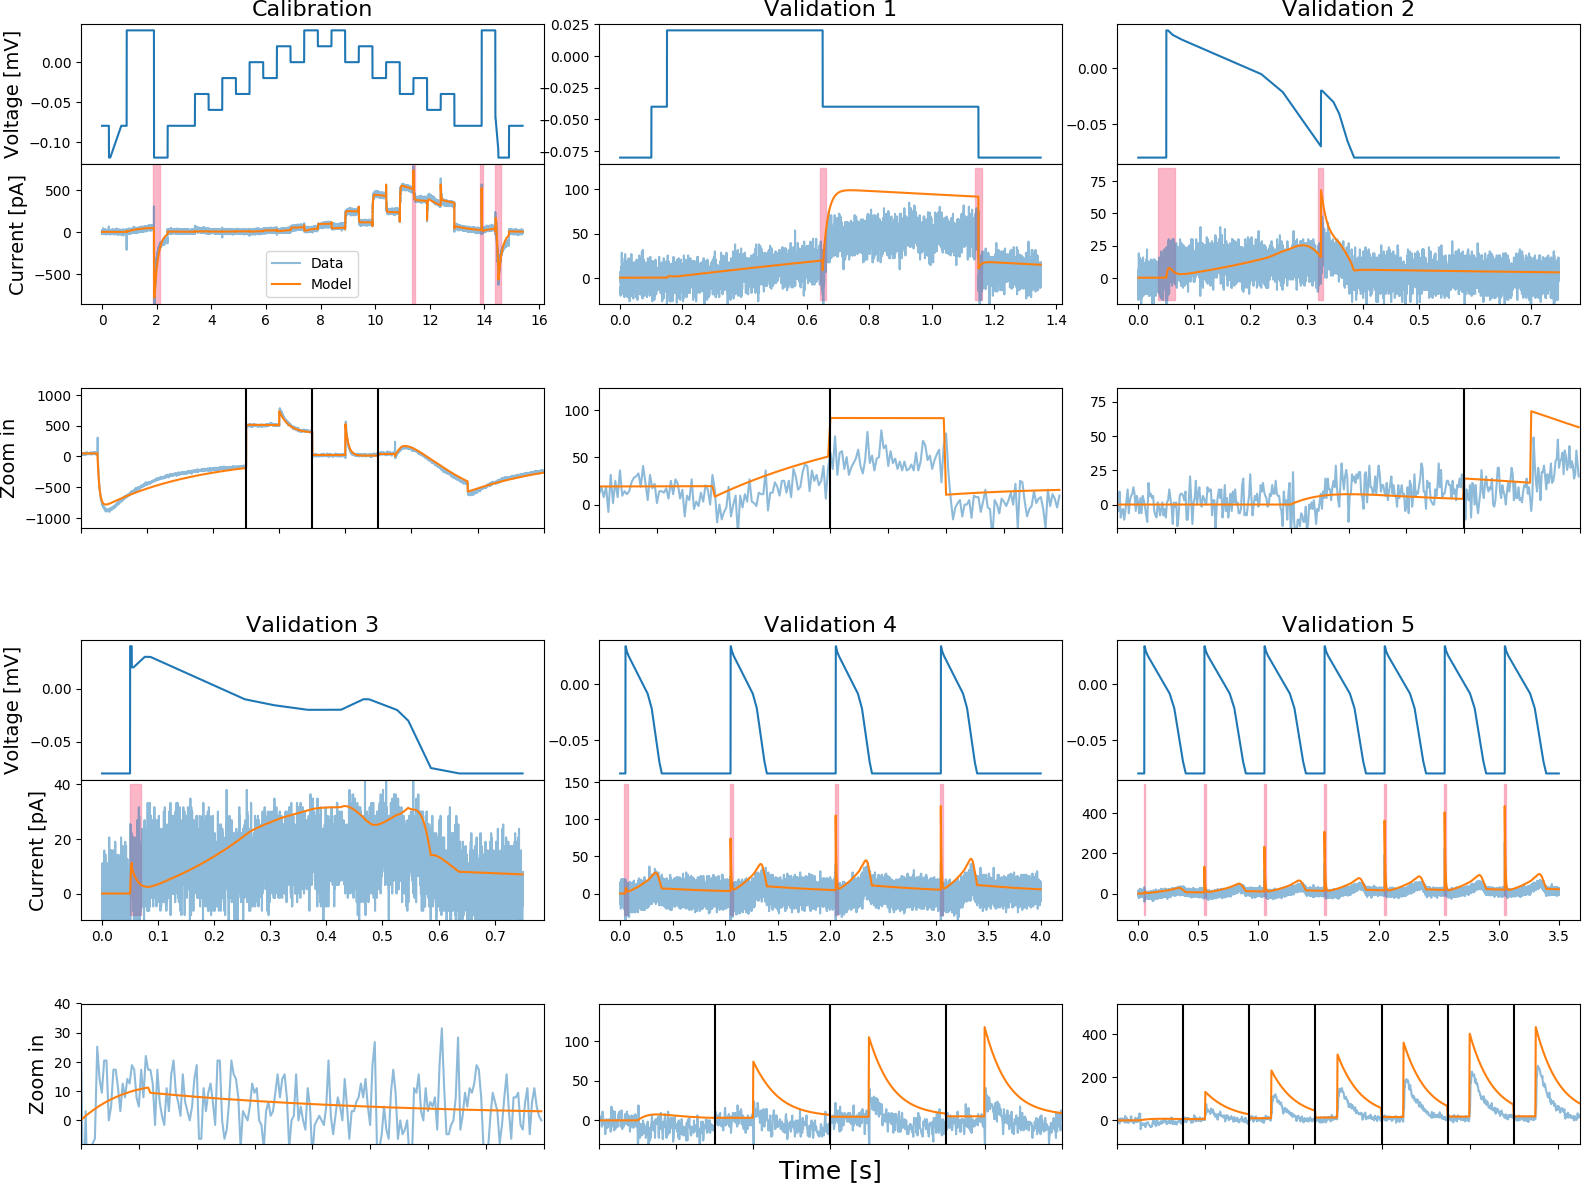 Calibration
Validation 1
Validation 2
Voltage [mV]
0.00
−0.05
−0.10
0.025
0.000
−0.025
−0.050
−0.075
0.00
−0.05
Current [pA]
500
0
−500
Data
Model
100
50
0
75
50
25
0
0 2 4 6 8 10 12 14 16
0.0 0.2 0.4 0.6 0.8 1.0 1.2 1.4
0.0 0.1 0.2 0.3 0.4 0.5 0.6 0.7
Zoom in
1000
500
0
−500
−1000
100
50
0
75
50
25
0
Validation 3
Validation 4
Validation 5
Voltage [mV]
0.00
−0.05
0.00
−0.05
0.00
−0.05
Current [pA]
40
20
0
150
100
50
0
400
200
0
0.0 0.1 0.2 0.3 0.4 0.5 0.6 0.7
0.0 0.5 1.0 1.5 2.0 2.5 3.0 3.5 4.0
0.0 0.5 1.0 1.5 2.0 2.5 3.0 3.5
Zoom in
40
30
20
10
0
100
50
0
400
200
0
Time [s]